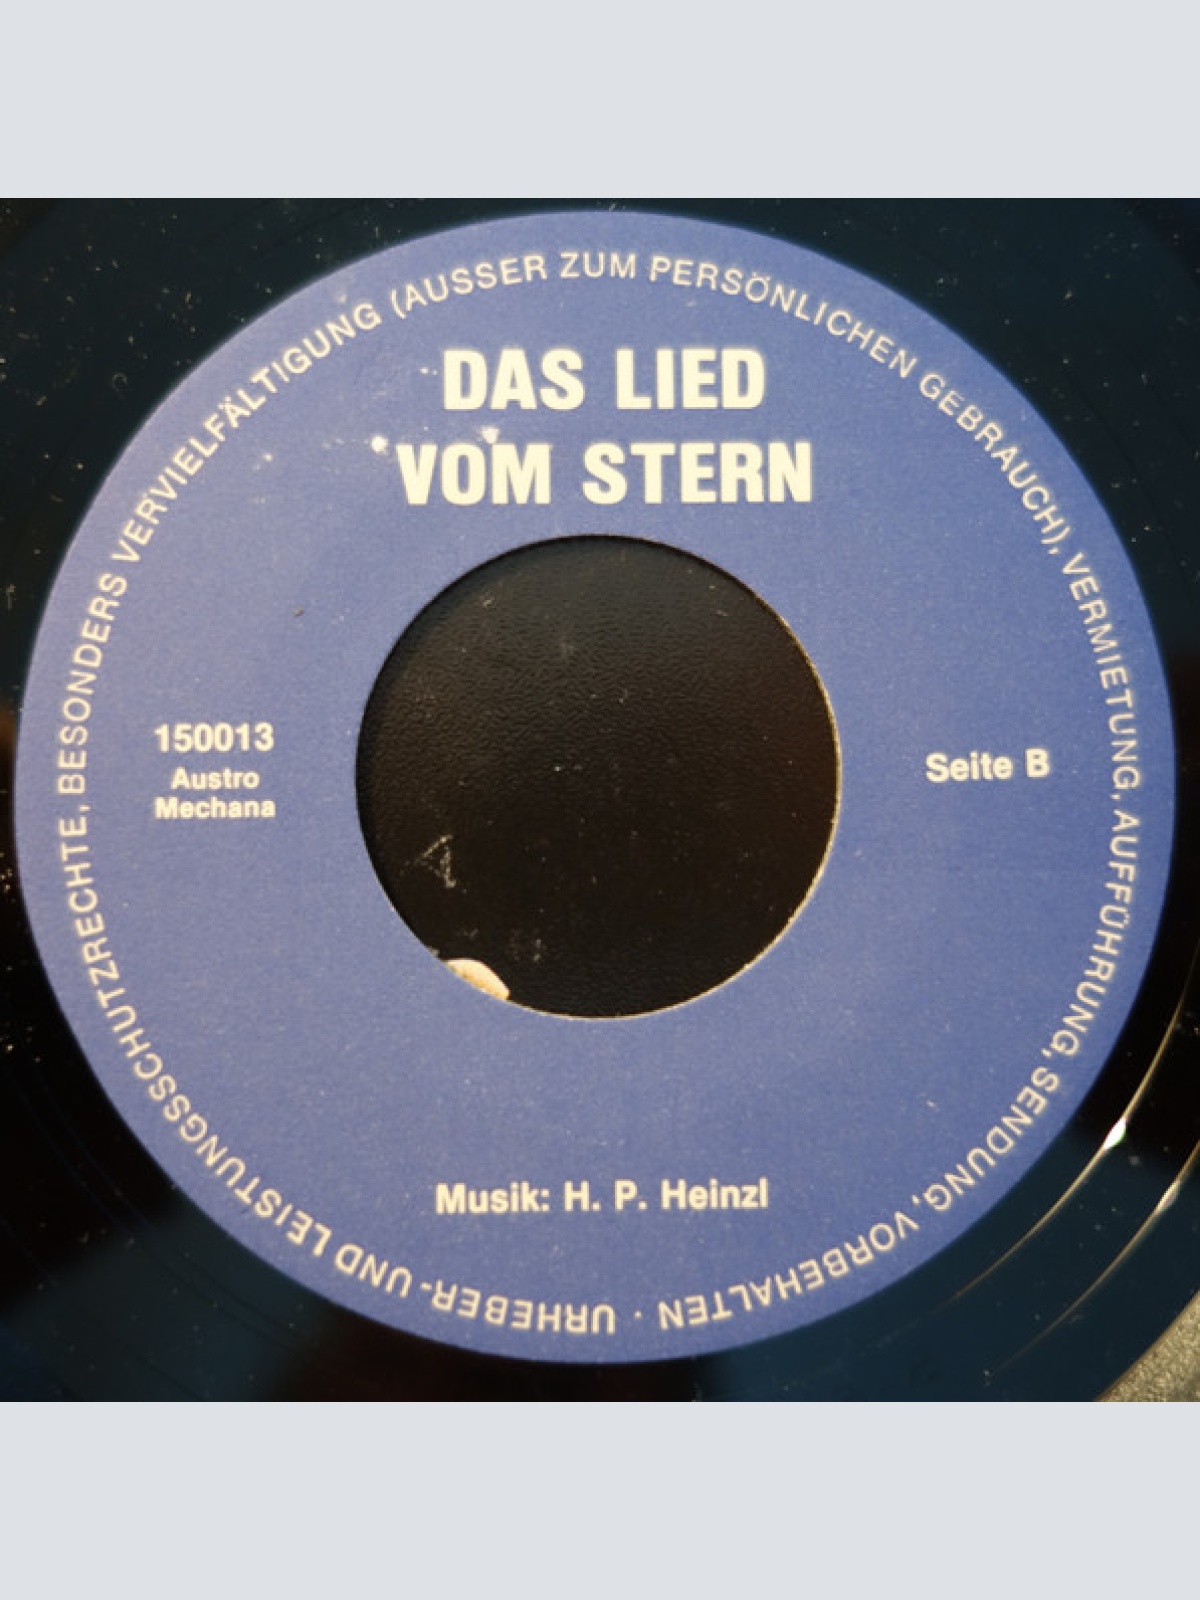 DAS LIED
VOM STERN
150013
Austro
Mechana
Seite B
Musik: H. P. Heinzl
URHEBER- UND LEISTUNGSSCHUTZRECHTE, BESONDERS VERVIELFÄLTIGUNG (AUSSER ZUM PERSÖNLICHEN GEBRAUCH), VERMIETUNG, AUFFÜHRUNG, SENDUNG, VORBEHALTEN ·